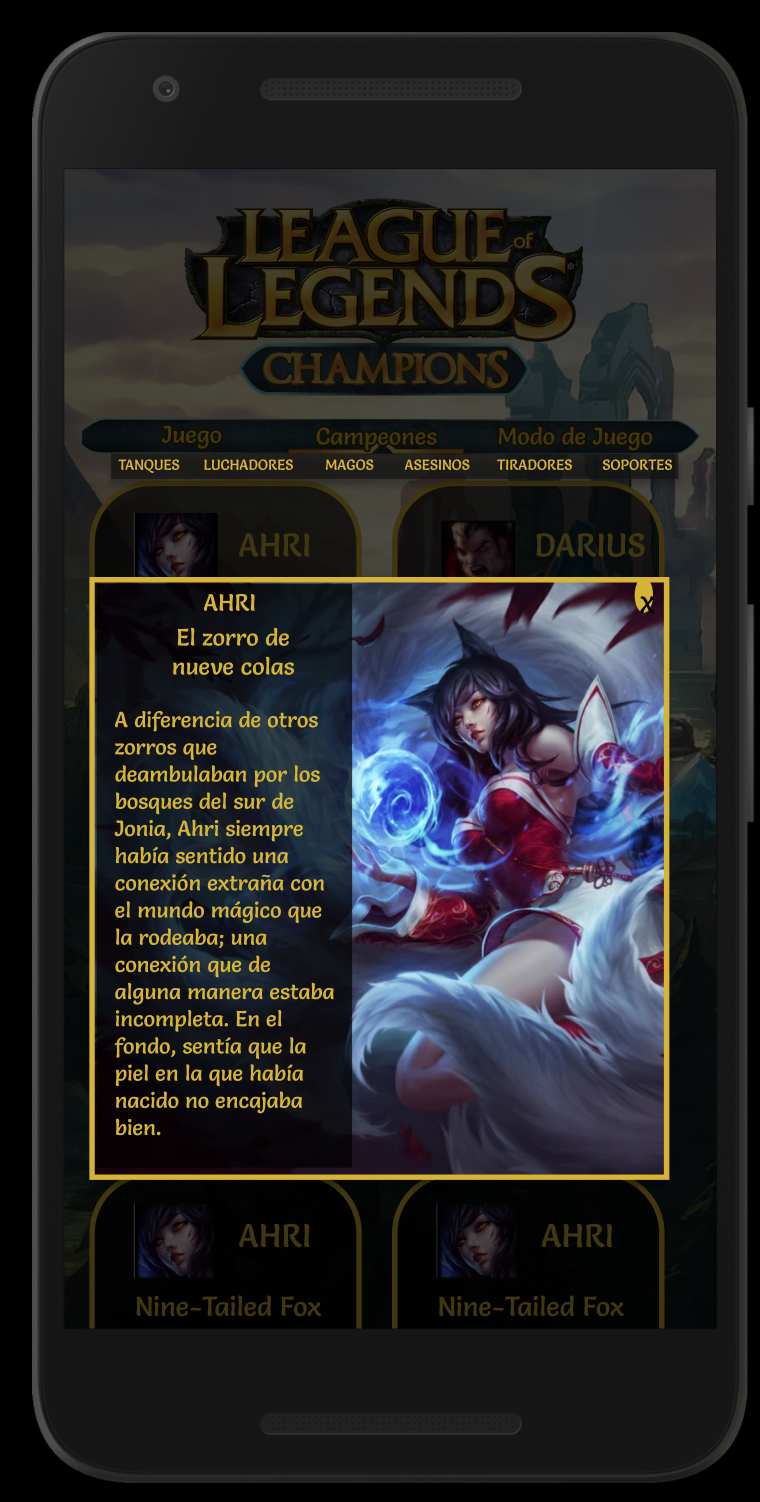 LEAGUE of
LEGENDS®
CHAMPIONS
Juego Campeones Modo de Juego
TANQUES LUCHADORES MAGOS ASESINOS TIRADORES SOPORTES
AHRI DARIUS
x
AHRI
El zorro de
nueve colas
A diferencia de otros
zorros que
deambulaban por los
bosques del sur de
Jonia, Ahri siempre
había sentido una
conexión extraña con
el mundo mágico que
la rodeaba; una
conexión que de
alguna manera estaba
incompleta. En el
fondo, sentía que la
piel en la que había
nacido no encajaba
bien.
AHRI AHRI
Nine-Tailed Fox Nine-Tailed Fox